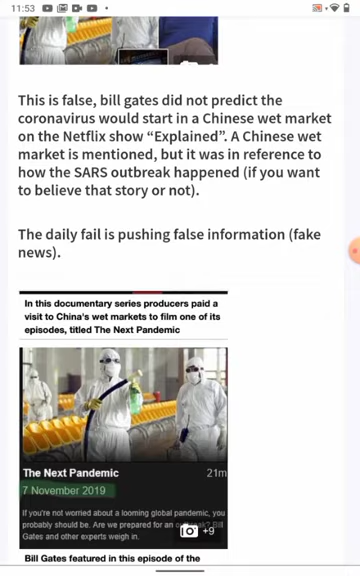 11:53
This is false, bill gates did not predict the
coronavirus would start in a Chinese wet market
on the Netflix show “Explained”. A Chinese wet
market is mentioned, but it was in reference to
how the SARS outbreak happened (if you want
to believe that story or not).
The daily fail is pushing false information (fake
news).
In this documentary series producers paid a
visit to China's wet markets to film one of its
episodes, titled The Next Pandemic
The Next Pandemic 21m
7 November 2019
If you're not worried about a looming global pandemic, you
probably should be. Are we prepared for an outbreak? Bill
Gates and other experts weigh in.
+9
Bill Gates featured in this episode of the